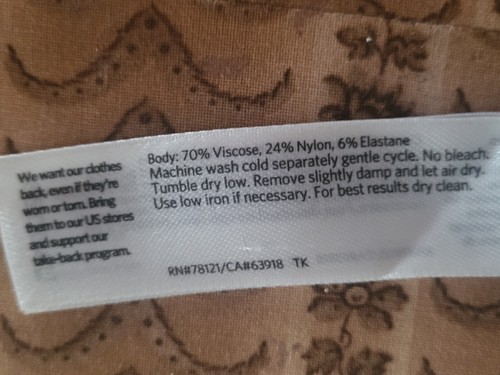 We want our clothes
back, even if they're
worn or torn. Bring
them to our US stores
and support our
take-back program.
Body: 70% Viscose, 24% Nylon, 6% Elastane
Machine wash cold separately gentle cycle. No bleach.
Tumble dry low. Remove slightly damp and let air dry.
Use low iron if necessary. For best results dry clean.
RN#78121/CA#63918 TK